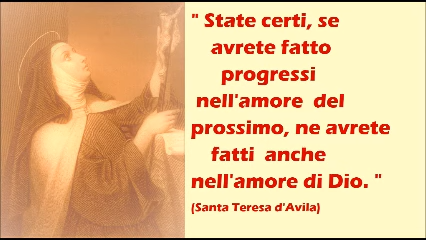 " State certi, se
avrete fatto
progressi
nell'amore del
prossimo, ne avrete
fatti anche
nell'amore di Dio. "
(Santa Teresa d'Avila)